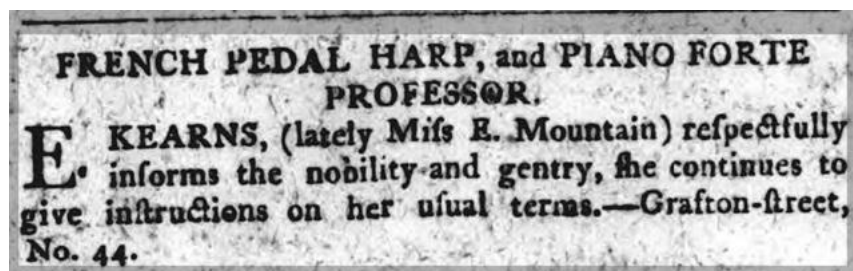 FRENCH PEDAL HARP, and PIANO FORTE
PROFESSOR.
E. KEARNS, (lately Miſs E. Mountain) reſpectfully
informs the nobility and gentry, ſhe continues to
give inſtructions on her uſual terms.—Grafton-ſtreet,
No. 44.